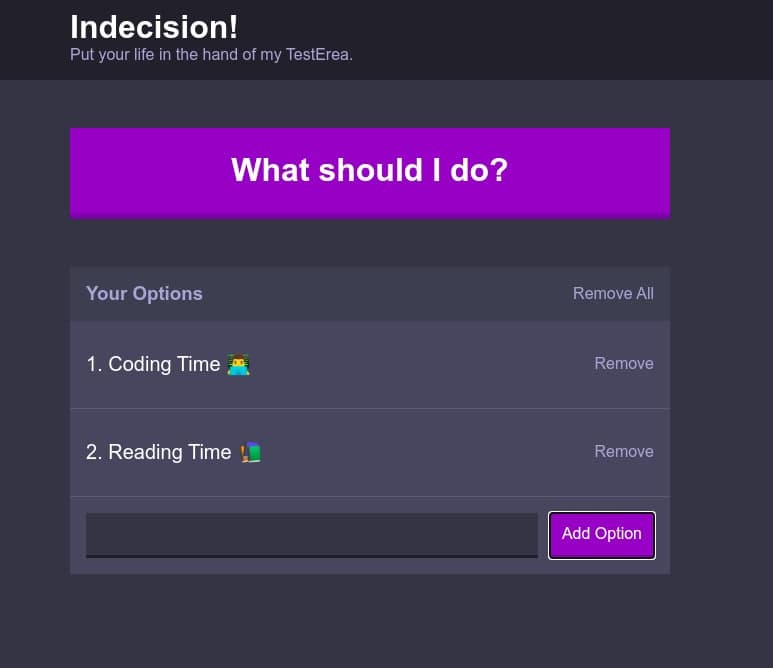 Indecision!
Put your life in the hand of my TestErea.
What should I do?
Your Options
Remove All
1. Coding Time 👨‍💻
Remove
2. Reading Time 📚
Remove
Add Option